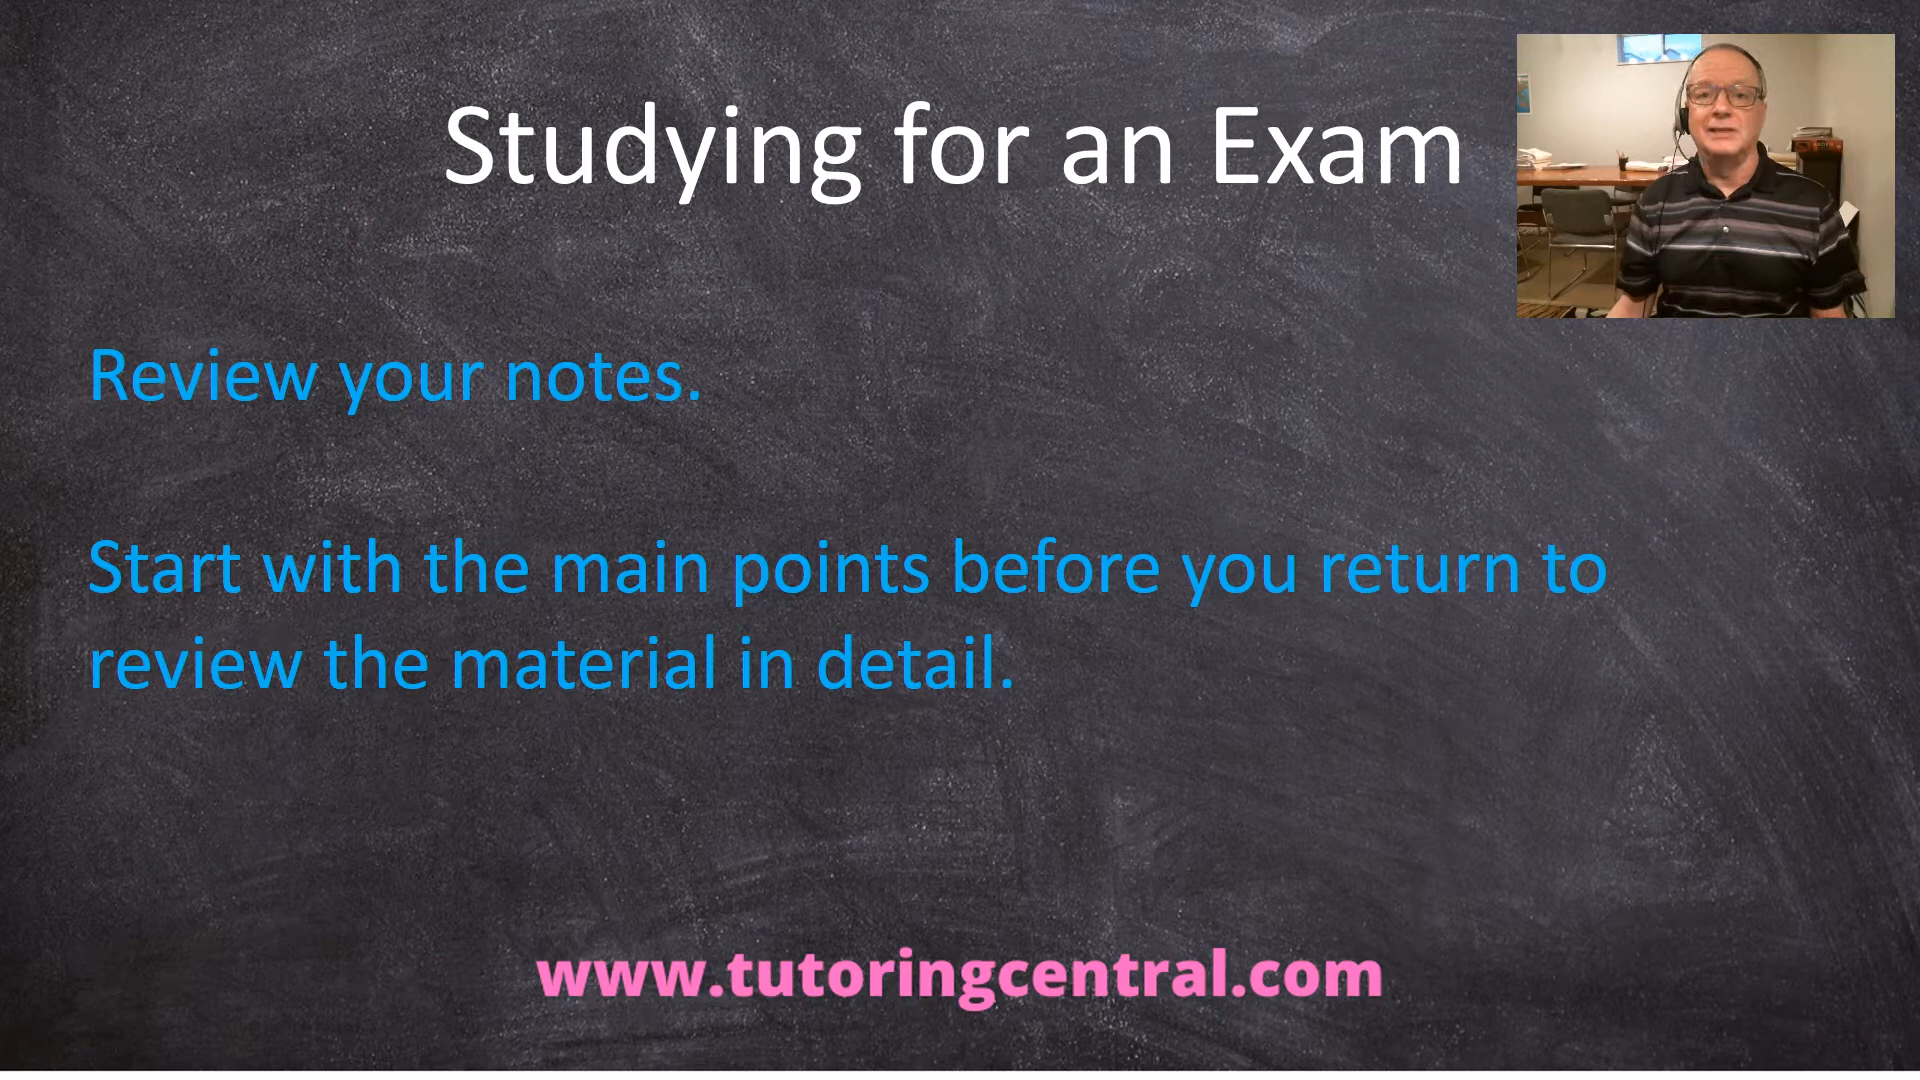 Studying for an Exam
Review your notes.
Start with the main points before you return to
review the material in detail.
www.tutoringcentral.com